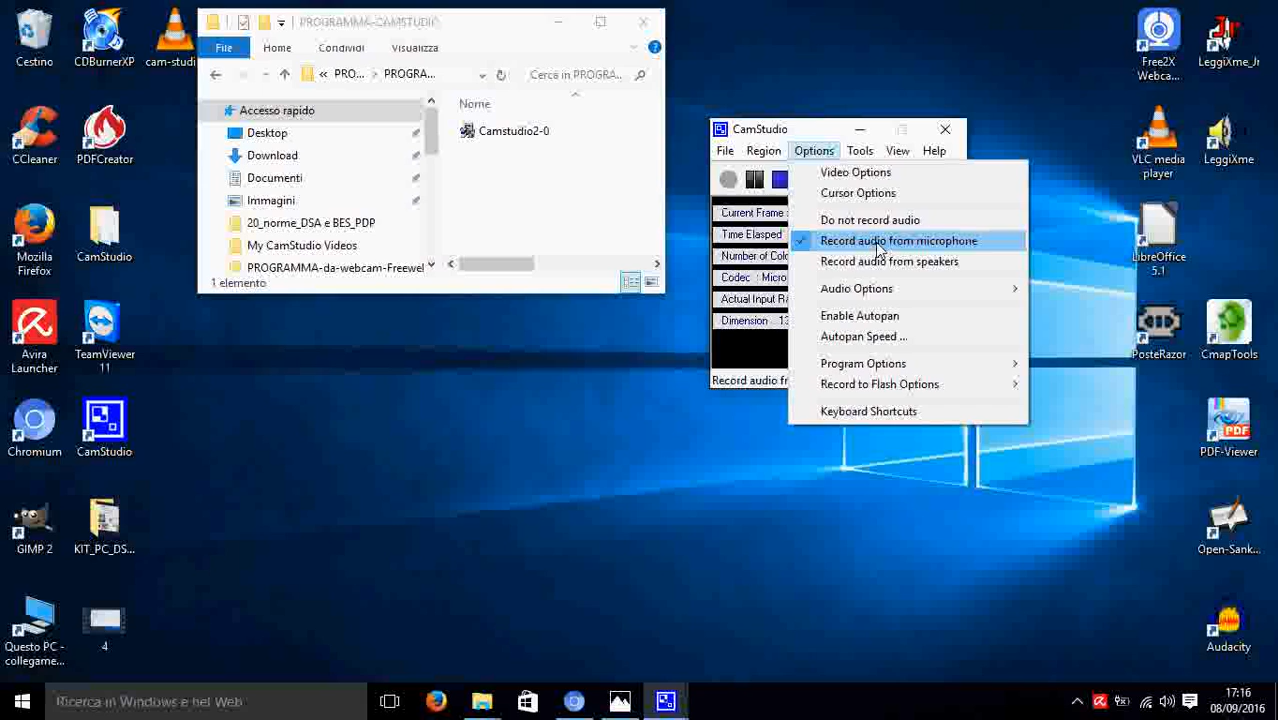 Cestino
CDBurnerXP
cam-studi
CCleaner
PDFCreator
Mozilla
Firefox
CamStudio
Avira
Launcher
TeamViewer
11
Chromium
CamStudio
GIMP 2
KIT_PC_DS...
Questo PC -
collegame...
4
PROGRAMMA-CAMSTUDIO
File
Home
Condividi
Visualizza
« PRO... > PROGRA...
Cerca in PROGRA...
Accesso rapido
Desktop
Download
Documenti
Immagini
20_norme_DSA e BES_PDP
My CamStudio Videos
PROGRAMMA-da-webcam-Freewel
Nome
Camstudio2-0
1 elemento
CamStudio
File
Region
Options
Tools
View
Help
Current Frame :
Time Elasped
Number of Colo
Codec : Micro
Actual Input Ra
Dimension : 13
Record audio fr
Video Options
Cursor Options
Do not record audio
Record audio from microphone
Record audio from speakers
Audio Options
Enable Autopan
Autopan Speed ...
Program Options
Record to Flash Options
Keyboard Shortcuts
Free2X
Webca...
LeggiXme_Jr
VLC media
player
LeggiXme
LibreOffice
5.1
PosteRazor
CmapTools
PDF
PDF-Viewer
Open-Sank...
Audacity
Ricerca in Windows e nel Web
17:16
08/09/2016